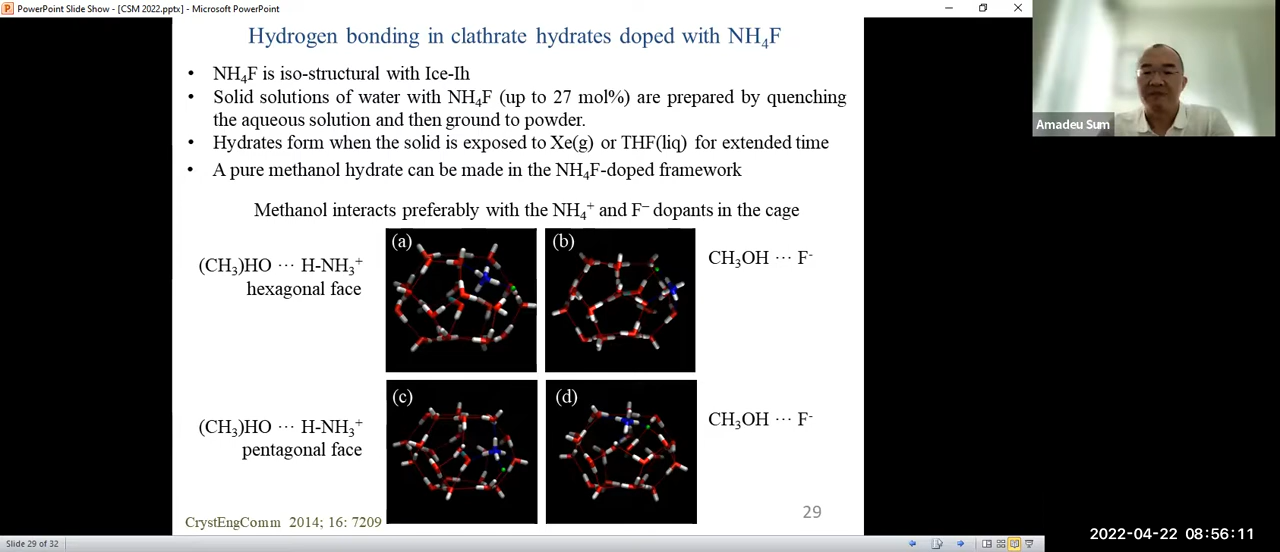 PowerPoint Slide Show - [CSM 2022.pptx] - Microsoft PowerPoint
Hydrogen bonding in clathrate hydrates doped with NH₄F
• NH₄F is iso-structural with Ice-Ih
• Solid solutions of water with NH₄F (up to 27 mol%) are prepared by quenching
the aqueous solution and then ground to powder.
• Hydrates form when the solid is exposed to Xe(g) or THF(liq) for extended time
• A pure methanol hydrate can be made in the NH₄F-doped framework
Methanol interacts preferably with the NH₄⁺ and F⁻ dopants in the cage
(a)
(b)
(CH₃)HO ··· H-NH₃⁺
hexagonal face
CH₃OH ··· F⁻
(c)
(d)
(CH₃)HO ··· H-NH₃⁺
pentagonal face
CH₃OH ··· F⁻
CrystEngComm 2014; 16: 7209
29
Slide 29 of 32
Amadeu Sum
2022-04-22 08:56:11